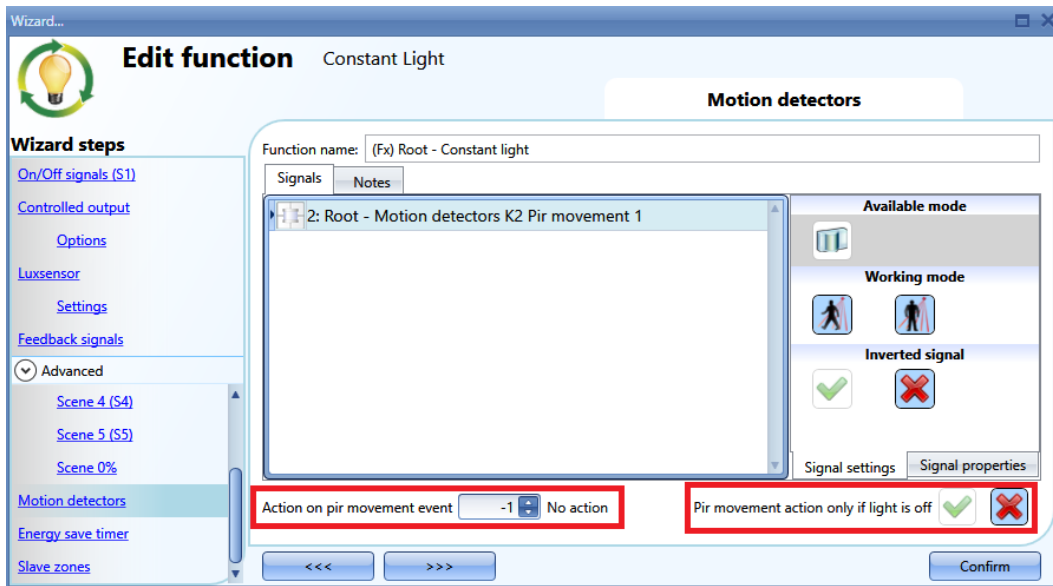 Wizard...
Edit function Constant Light
Motion detectors
Wizard steps
On/Off signals (S1)
Controlled output
Options
Luxsensor
Settings
Feedback signals
Advanced
Scene 4 (S4)
Scene 5 (S5)
Scene 0%
Motion detectors
Energy save timer
Slave zones
Function name: (Fx) Root - Constant light
Signals Notes
2: Root - Motion detectors K2 Pir movement 1
Available mode
Working mode
Inverted signal
Signal settings Signal properties
Action on pir movement event -1 No action
Pir movement action only if light is off
<<< >>> Confirm